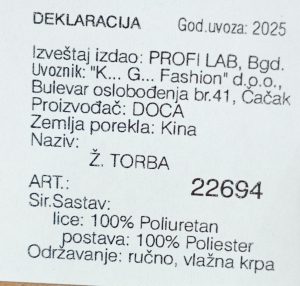 DEKLARACIJA God.uvoza: 2025
Izveštaj izdao: PROFI LAB, Bgd.
Uvoznik: "K... G... Fashion" d.o.o.,
Bulevar oslobođenja br.41, Čačak
Proizvođač: DOCA
Zemlja porekla: Kina
Naziv:
Ž. TORBA
ART.: 22694
Sir.Sastav:
lice: 100% Poliuretan
postava: 100% Poliester
Održavanje: ručno, vlažna krpa